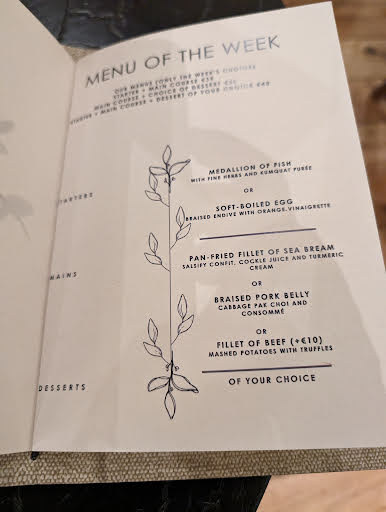 MENU OF THE WEEK
OUR MENUS (ONLY THE WEEK'S CHOICE)
STARTER + MAIN COURSE
MAIN COURSE + CHOICE OF DESSERT
STARTER + MAIN COURSE + DESSERT OF YOUR CHOICE €48
STARTERS
MEDALLION OF FISH
WITH FINE HERBS AND KUMQUAT PURÉE
OR
SOFT-BOILED EGG
BRAISED ENDIVE WITH ORANGE VINAIGRETTE
MAINS
PAN-FRIED FILLET OF SEA BREAM
SALSIFY CONFIT, COCKLE JUICE AND TURMERIC
CREAM
OR
BRAISED PORK BELLY
CABBAGE PAK CHOI AND
CONSOMMÉ
OR
FILLET OF BEEF (+€10)
MASHED POTATOES WITH TRUFFLES
DESSERTS
OF YOUR CHOICE